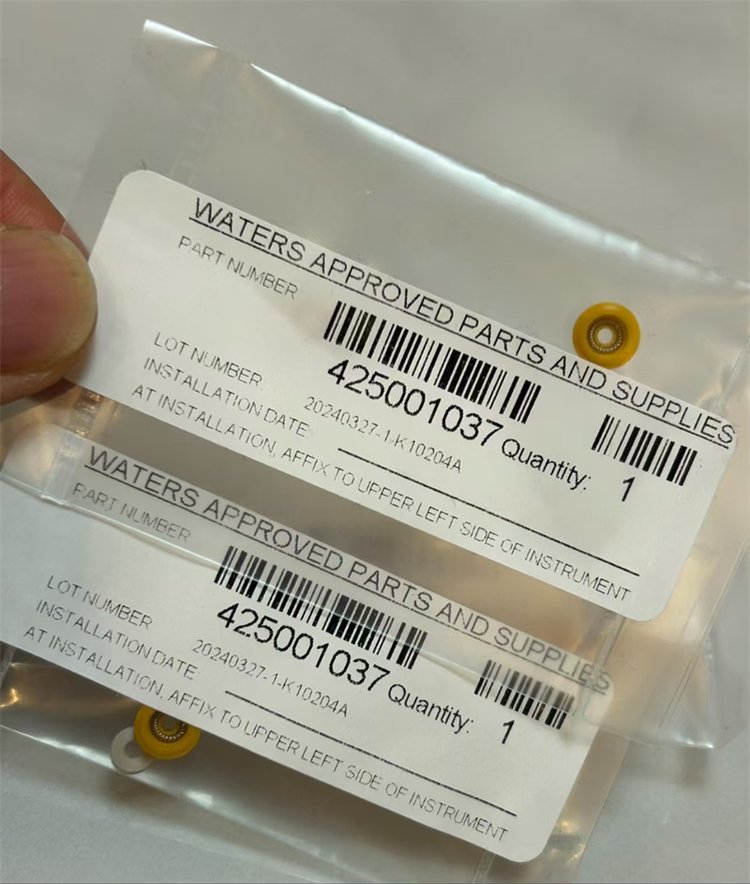 WATERS APPROVED PARTS AND SUPPLIES
PART NUMBER
425001037
Quantity: 1
LOT NUMBER
20240327-1-K10204A
INSTALLATION DATE
AT INSTALLATION, AFFIX TO UPPER LEFT SIDE OF INSTRUMENT
WATERS APPROVED PARTS AND SUPPLIES
PART NUMBER
425001037
Quantity: 1
LOT NUMBER
20240327-1-K10204A
INSTALLATION DATE
AT INSTALLATION, AFFIX TO UPPER LEFT SIDE OF INSTRUMENT